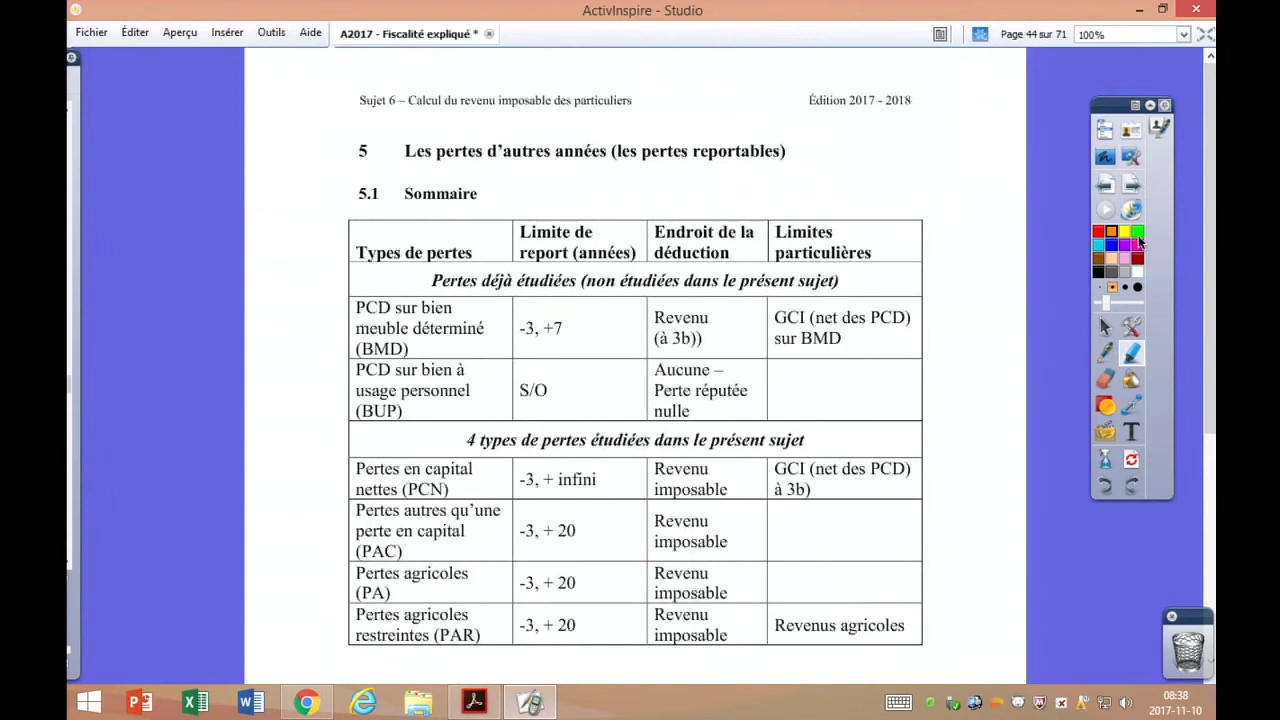 ActivInspire - Studio
Fichier Éditer Aperçu Insérer Outils Aide A2017 - Fiscalité expliqué * Page 44 sur 71 100%
Sujet 6 – Calcul du revenu imposable des particuliers Édition 2017 - 2018
5 Les pertes d’autres années (les pertes reportables)
5.1 Sommaire
Types de pertes
Limite de
report (années)
Endroit de la
déduction
Limites
particulières
Pertes déjà étudiées (non étudiées dans le présent sujet)
PCD sur bien
meuble déterminé
(BMD)
-3, +7
Revenu
(à 3b))
GCI (net des PCD)
sur BMD
PCD sur bien à
usage personnel
(BUP)
S/O
Aucune –
Perte réputée
nulle
4 types de pertes étudiées dans le présent sujet
Pertes en capital
nettes (PCN)
-3, + infini
Revenu
imposable
GCI (net des PCD)
à 3b)
Pertes autres qu’une
perte en capital
(PAC)
-3, + 20
Revenu
imposable
Pertes agricoles
(PA)
-3, + 20
Revenu
imposable
Pertes agricoles
restreintes (PAR)
-3, + 20
Revenu
imposable
Revenus agricoles
08:38
2017-11-10